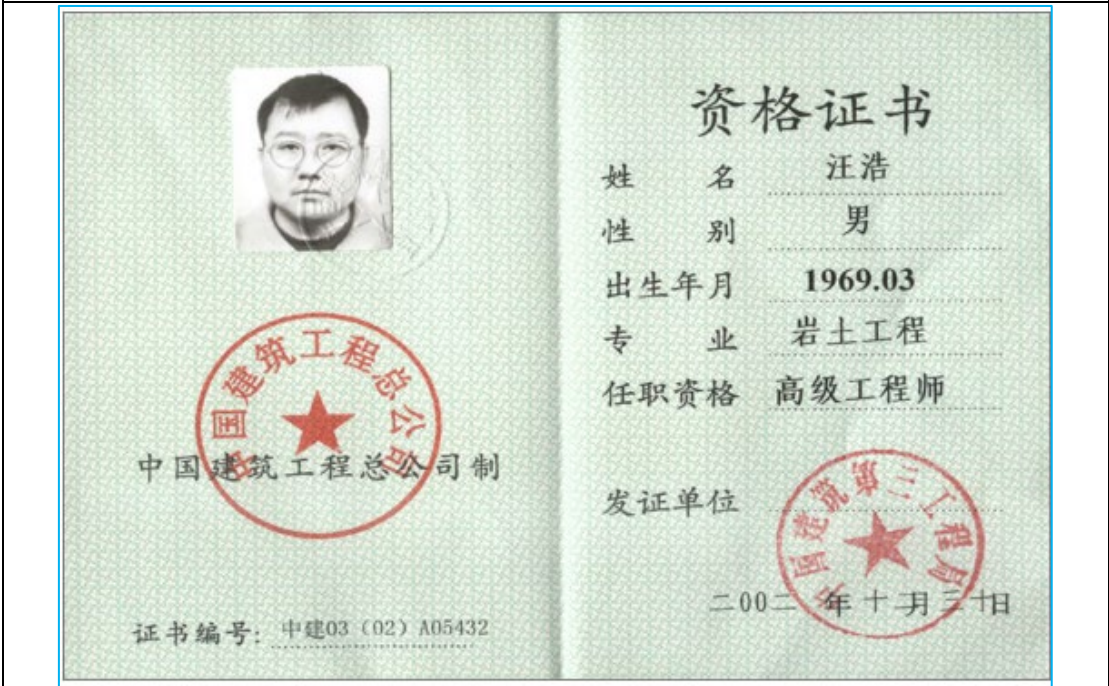 中国建筑工程总公司
中国建筑工程总公司制
证书编号: 中建03（02）A05432
资格证书
姓 名 汪浩
性 别 男
出生年月 1969.03
专 业 岩土工程
任职资格 高级工程师
发证单位
中国建筑第三工程局
二00二年十二月三十日